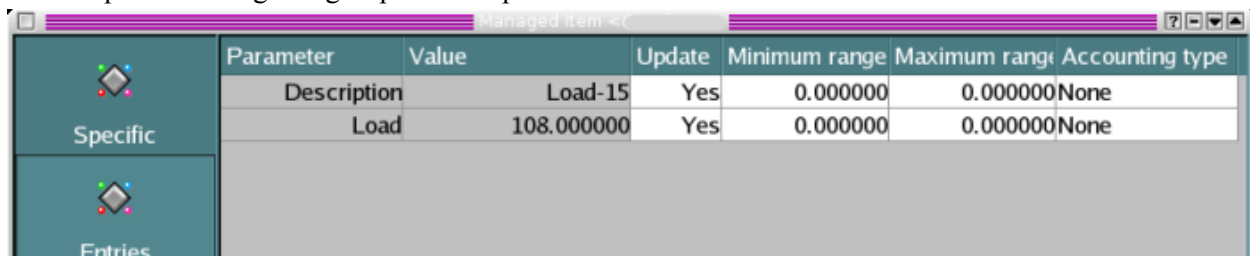 Managed item <(
Parameter Value Update Minimum range Maximum range Accounting type
Description Load-15 Yes 0.000000 0.000000 None
Specific
Load 108.000000 Yes 0.000000 0.000000 None
Entries